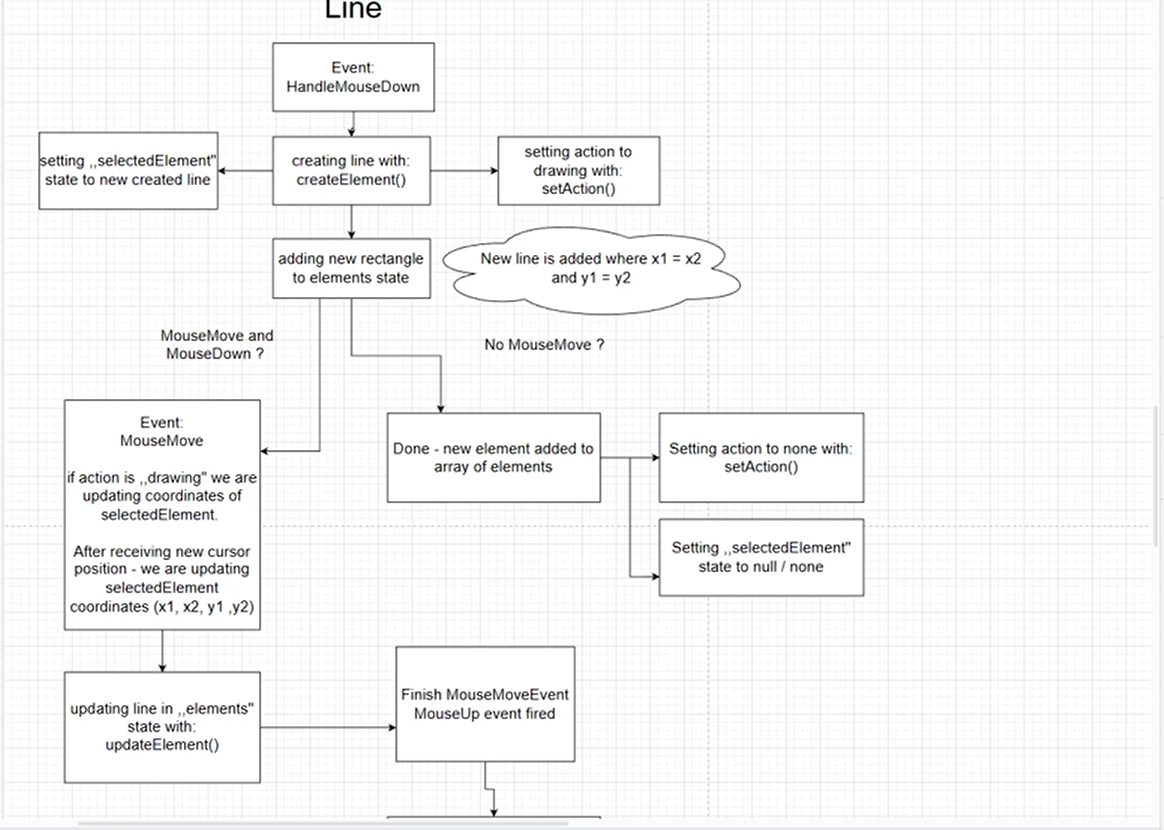 Line
Event:
HandleMouseDown
setting ,,selectedElement"
state to new created line
creating line with:
createElement()
setting action to
drawing with:
setAction()
adding new rectangle
to elements state
New line is added where x1 = x2
and y1 = y2
MouseMove and
MouseDown ?
No MouseMove ?
Event:
MouseMove
if action is ,,drawing" we are
updating coordinates of
selectedElement.
After receiving new cursor
position - we are updating
selectedElement
coordinates (x1, x2, y1 ,y2)
Done - new element added to
array of elements
Setting action to none with:
setAction()
Setting ,,selectedElement"
state to null / none
updating line in ,,elements"
state with:
updateElement()
Finish MouseMoveEvent
MouseUp event fired